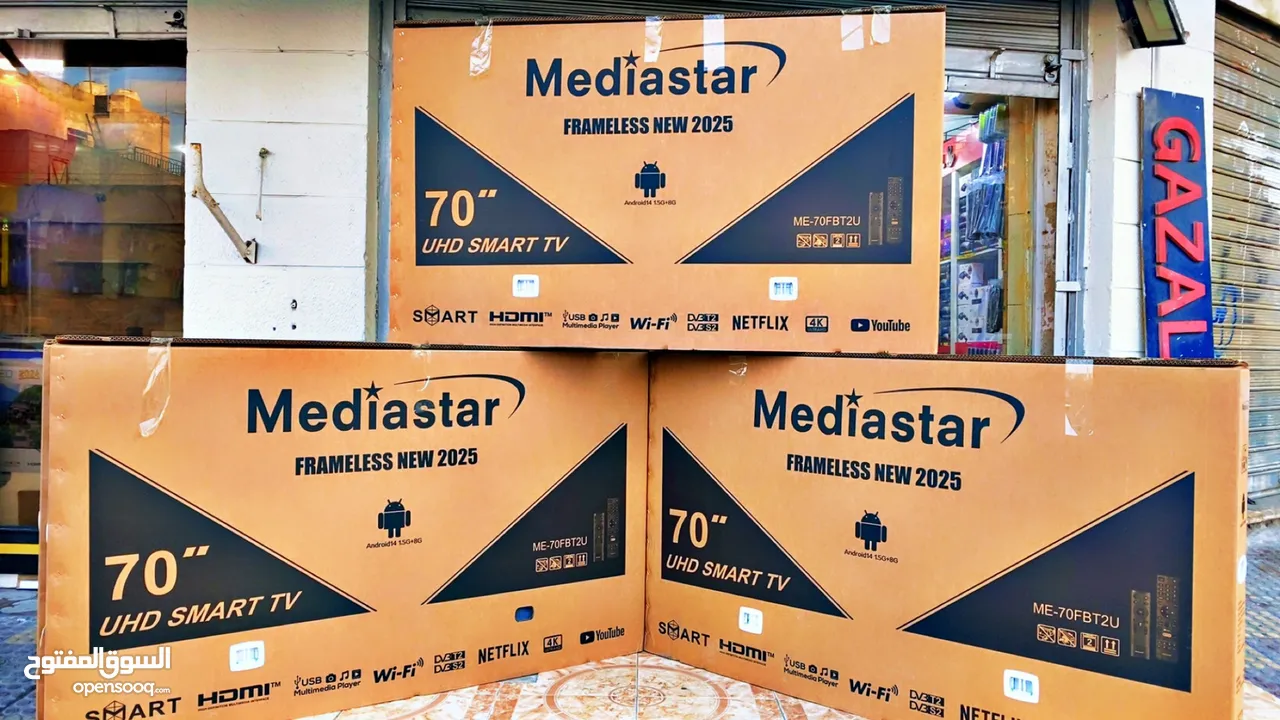 Mediastar
FRAMELESS NEW 2025
Android14 1.5G+8G
70"
UHD SMART TV
ME-70FBT2U
SMART HDMI™ USB Multimedia Player Wi-Fi DVB-T2 DVB-S2 NETFLIX 4K YouTube
GAZAL
Mediastar
FRAMELESS NEW 2025
Android14 1.5G+8G
70"
UHD SMART TV
ME-70FBT2U
SMART HDMI™ USB Multimedia Player Wi-Fi DVB-T2 DVB-S2 NETFLIX 4K YouTube
Mediastar
FRAMELESS NEW 2025
Android14 1.5G+8G
70"
UHD SMART TV
ME-70FBT2U
SMART HDMI™ USB Multimedia Player Wi-Fi DVB-T2 DVB-S2
السوق المفتوح
opensooq.com